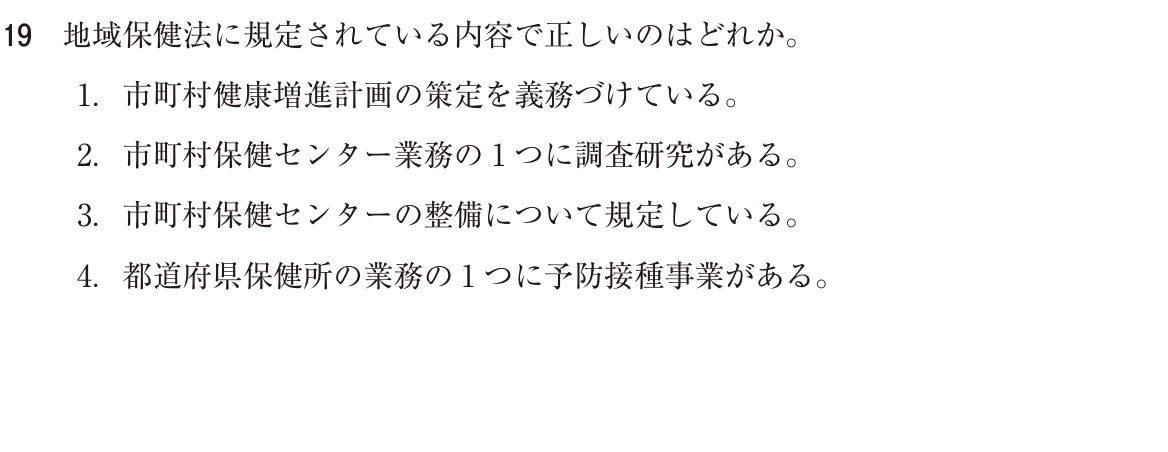 19 地域保健法に規定されている内容で正しいのはどれか。
1. 市町村健康増進計画の策定を義務づけている。
2. 市町村保健センター業務の1つに調査研究がある。
3. 市町村保健センターの整備について規定している。
4. 都道府県保健所の業務の1つに予防接種事業がある。